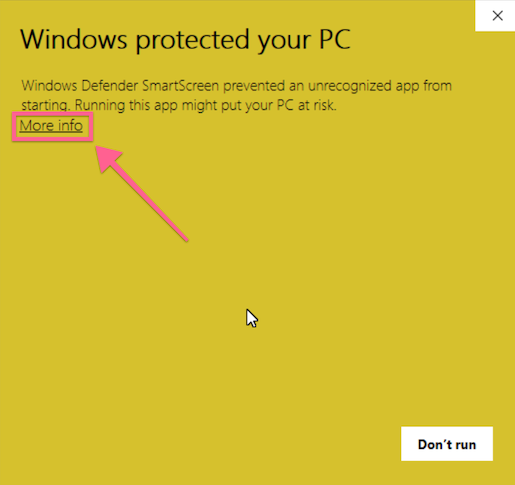 Windows protected your PC
Windows Defender SmartScreen prevented an unrecognized app from
starting. Running this app might put your PC at risk.
More info
Don't run